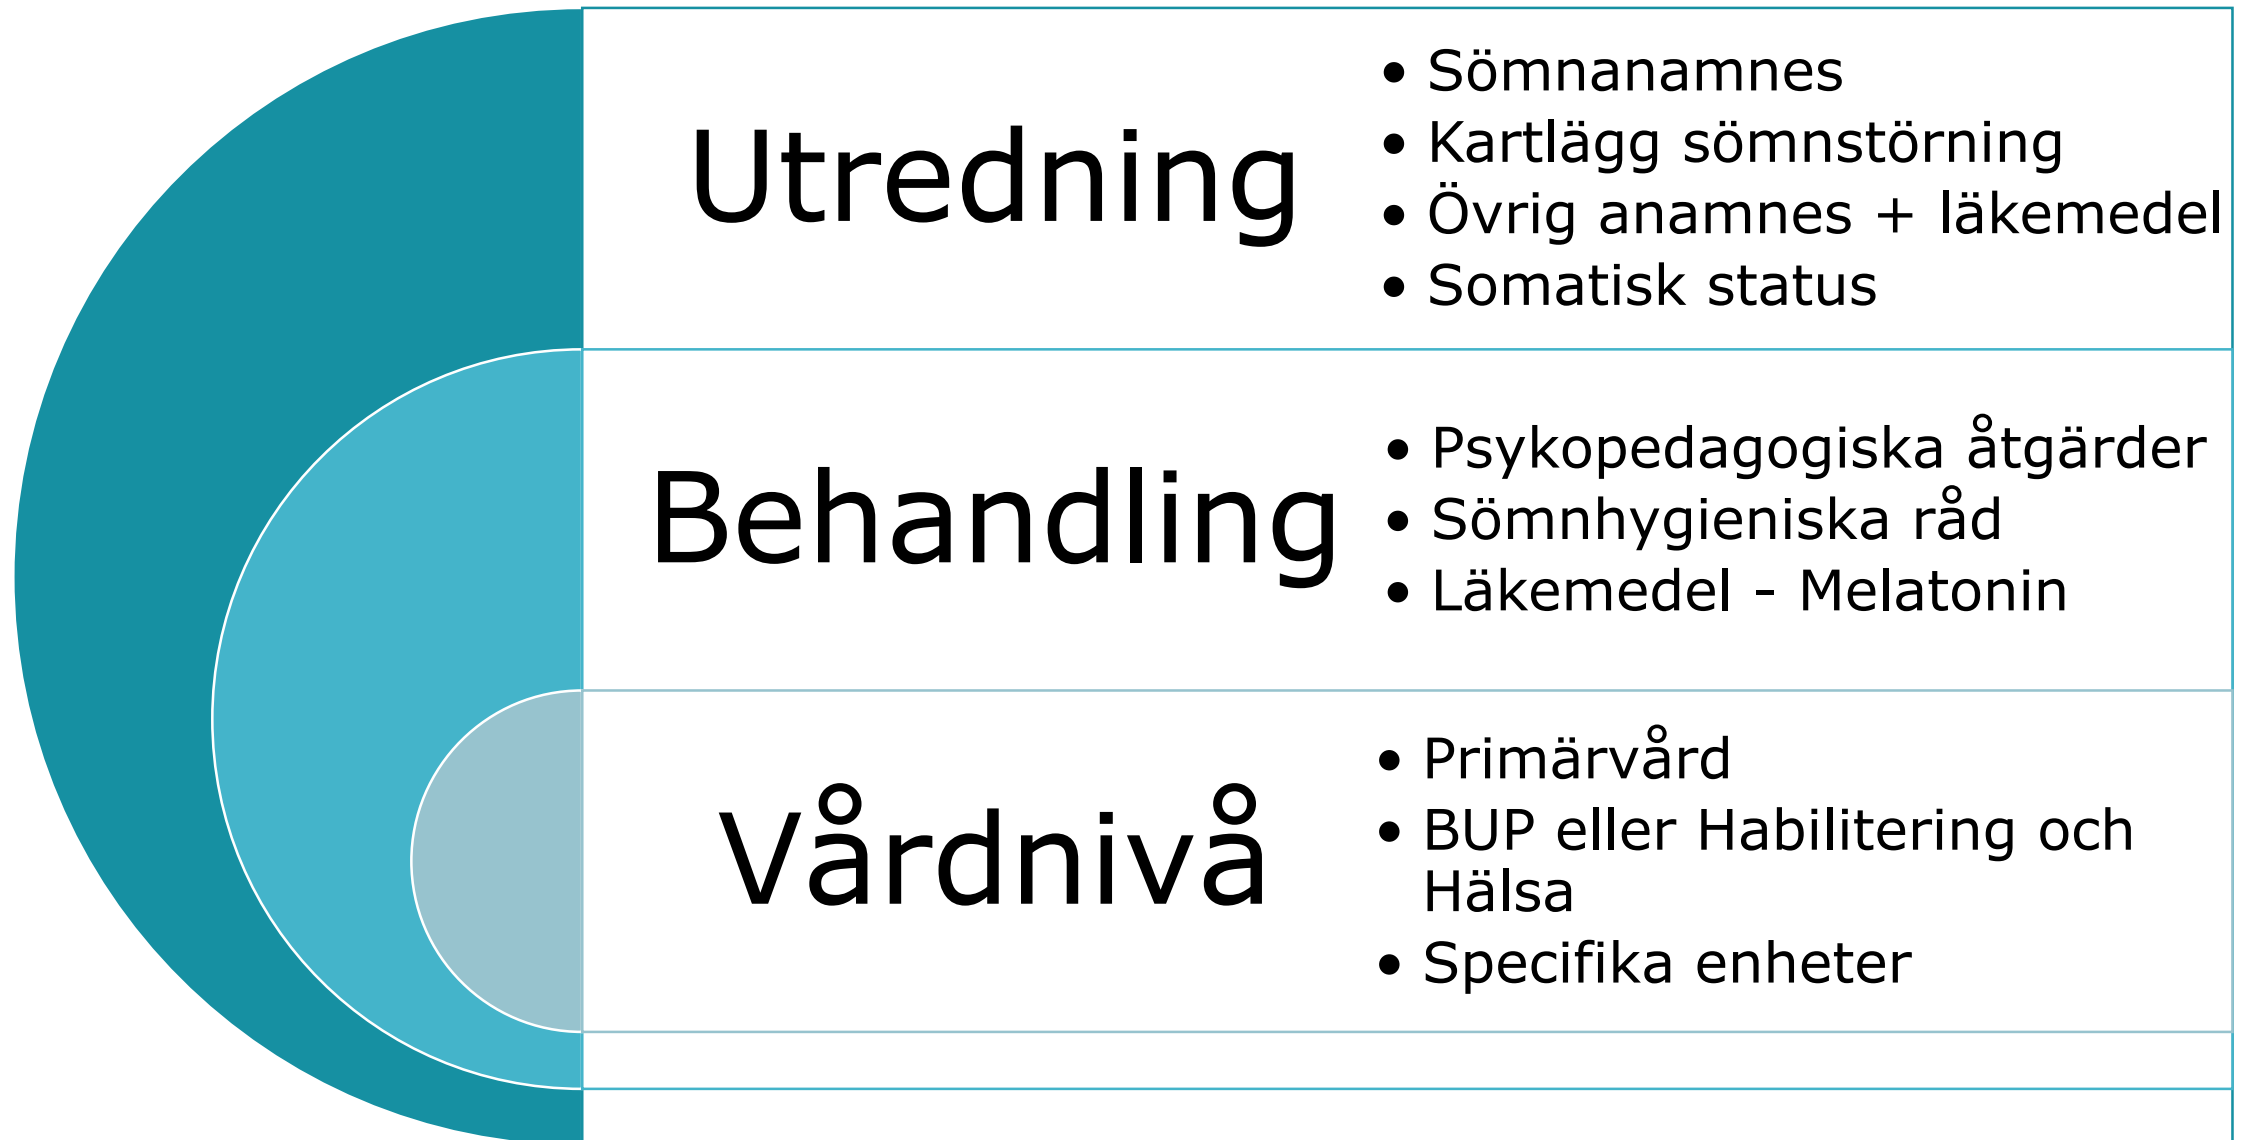 Utredning
• Sömnanamnes
• Kartlägg sömnstörning
• Övrig anamnes + läkemedel
• Somatisk status
Behandling
• Psykopedagogiska åtgärder
• Sömnhygieniska råd
• Läkemedel - Melatonin
Vårdnivå
• Primärvård
• BUP eller Habilitering och
Hälsa
• Specifika enheter